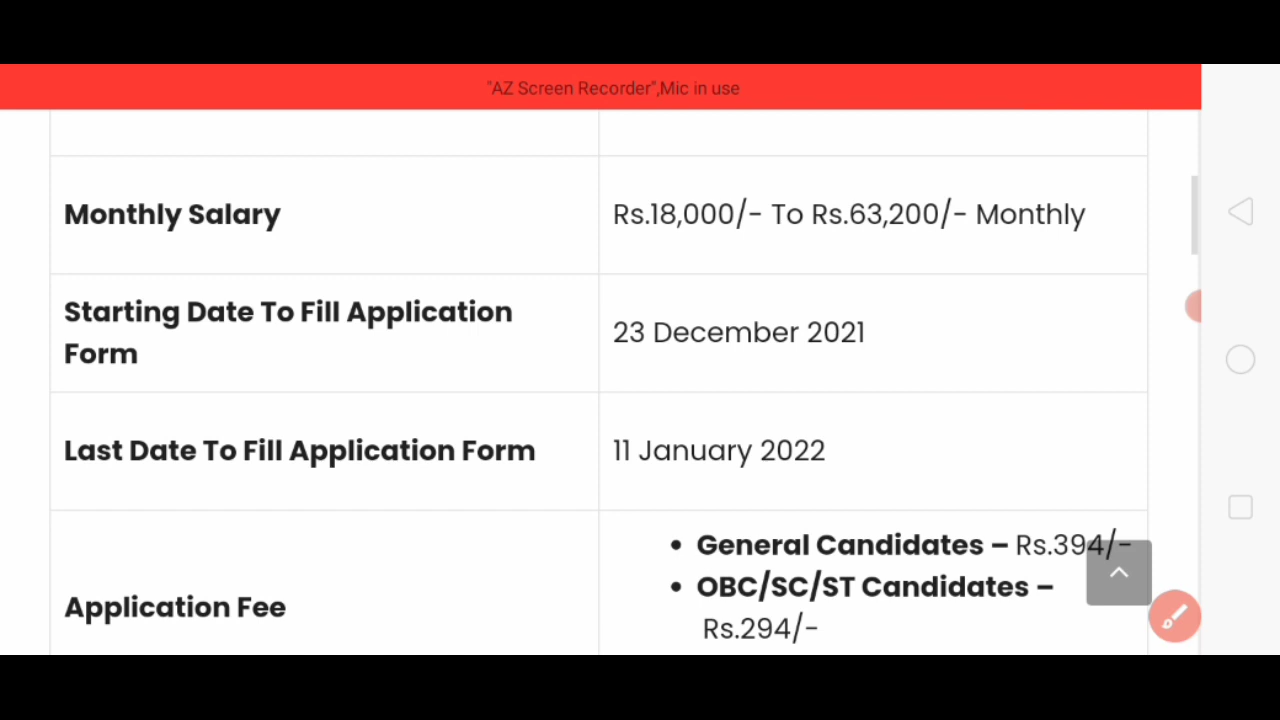 "AZ Screen Recorder",Mic in use
Monthly Salary
Rs.18,000/- To Rs.63,200/- Monthly
Starting Date To Fill Application
Form
23 December 2021
Last Date To Fill Application Form
11 January 2022
Application Fee
• General Candidates – Rs.394/-
• OBC/SC/ST Candidates –
Rs.294/-